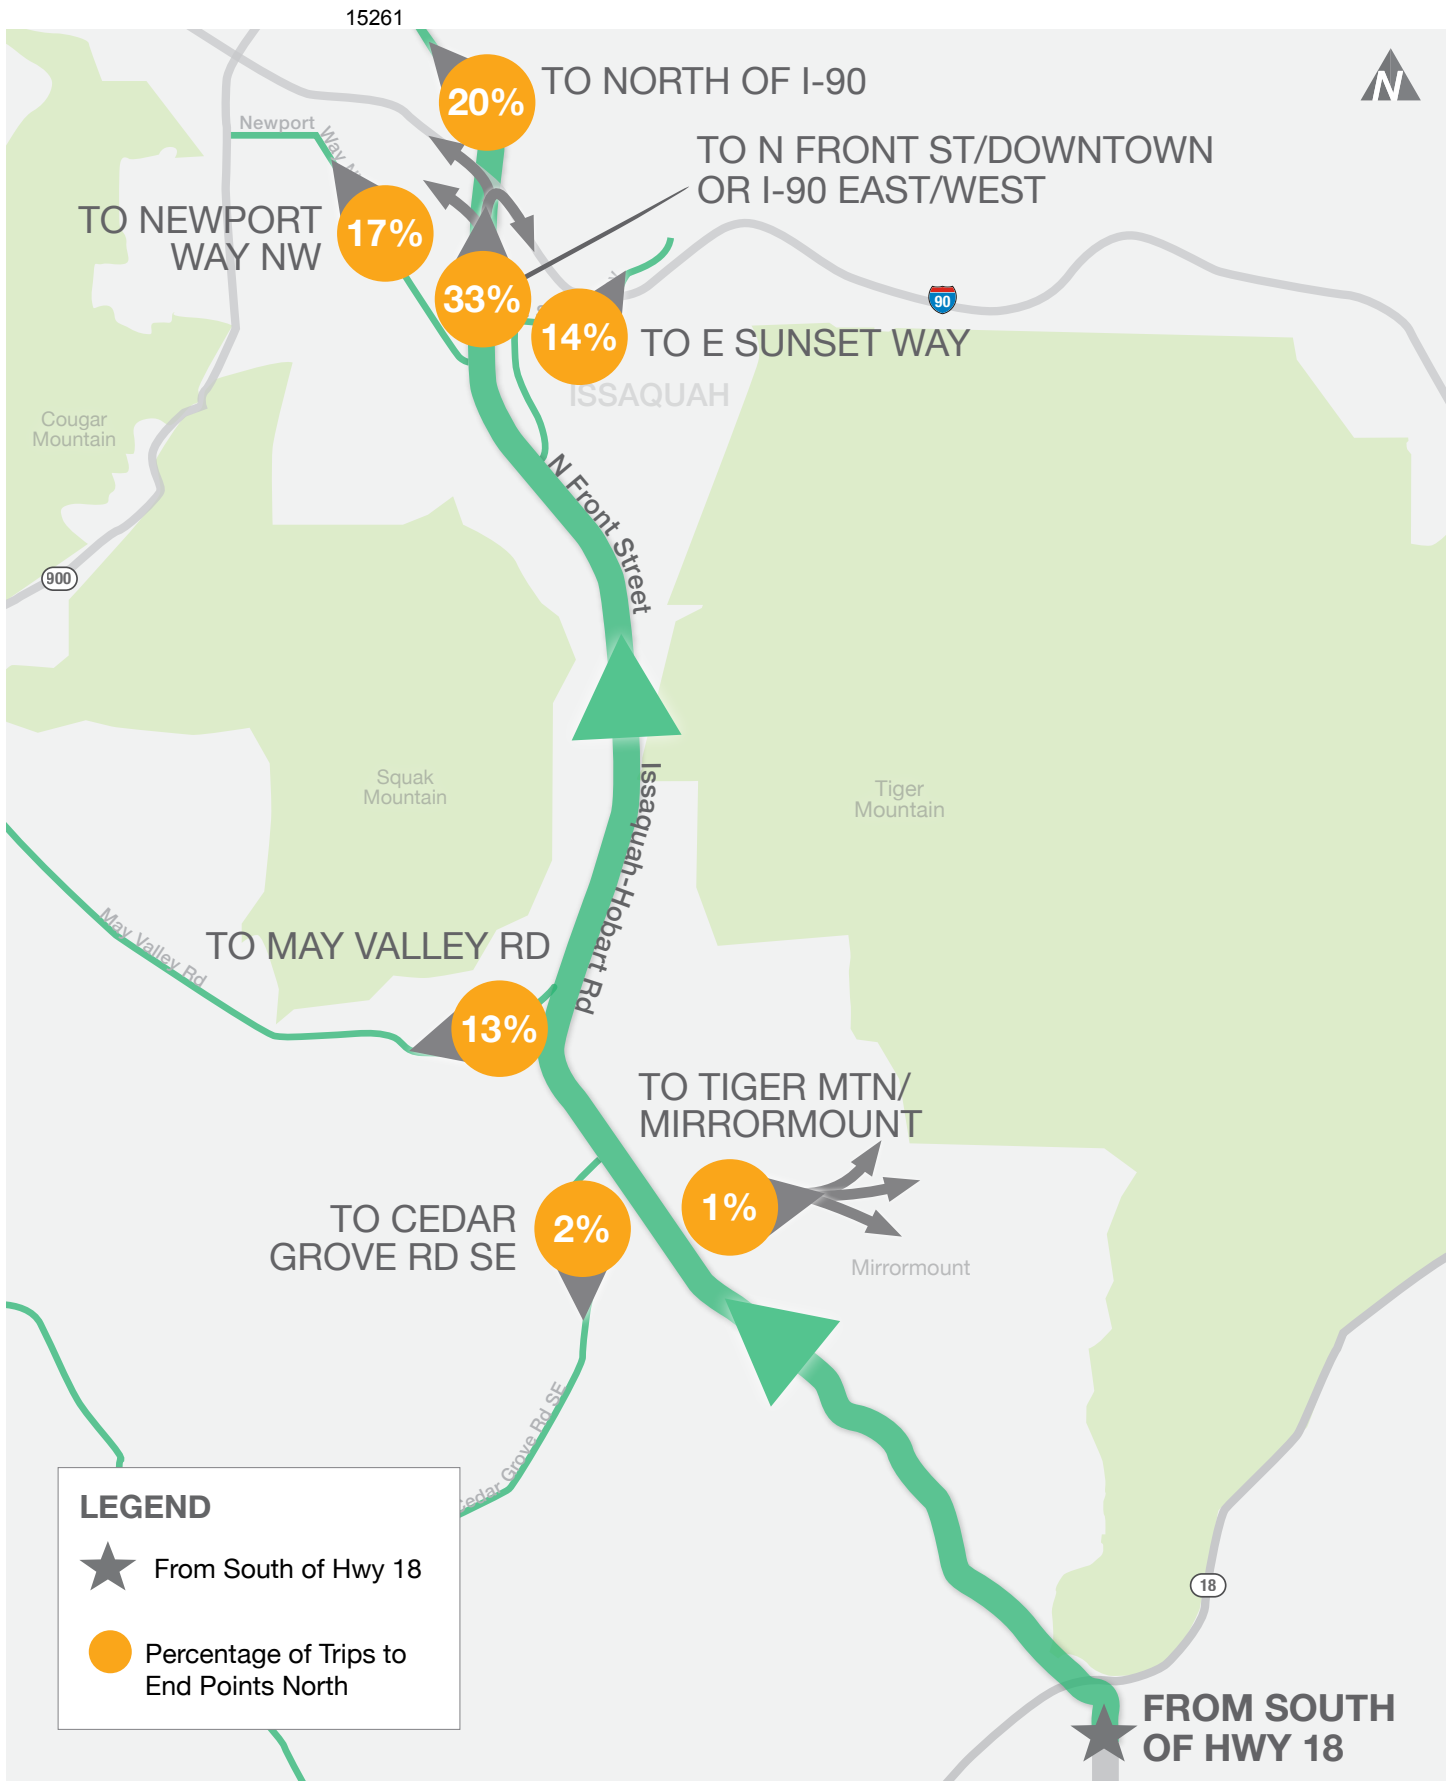 15261
20%
TO NORTH OF I-90
N
Newport
Way N
TO N FRONT ST/DOWNTOWN
OR I-90 EAST/WEST
TO NEWPORT
WAY NW
17%
33%
90
14%
TO E SUNSET WAY
ISSAQUAH
Cougar
Mountain
N Front Street
900
Squak
Mountain
Tiger
Mountain
Issaquah-Hobart Rd
May Valley Rd
TO MAY VALLEY RD
13%
TO TIGER MTN/
MIRRORMOUNT
1%
TO CEDAR
GROVE RD SE
2%
Mirrormount
Cedar Grove Rd SE
LEGEND
From South of Hwy 18
Percentage of Trips to
End Points North
18
FROM SOUTH
OF HWY 18